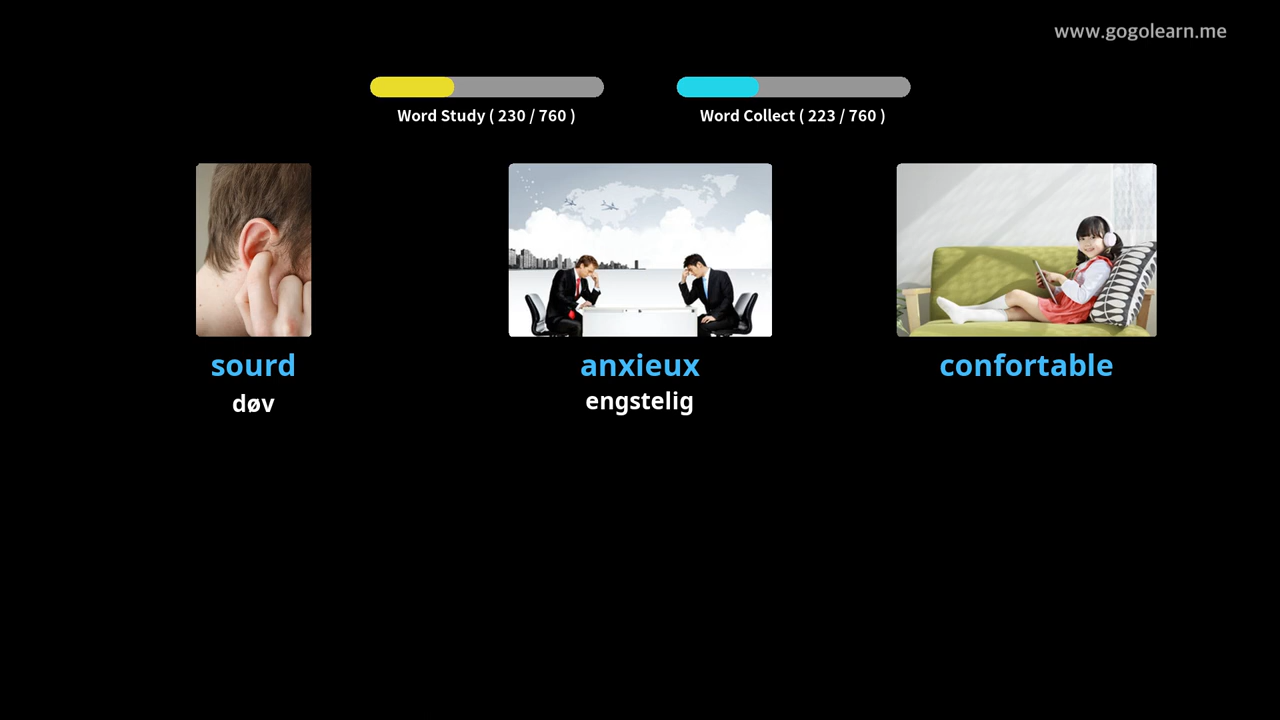 www.gogolearn.me
Word Study ( 230 / 760 )
Word Collect ( 223 / 760 )
sourd
døv
anxieux
engstelig
confortable